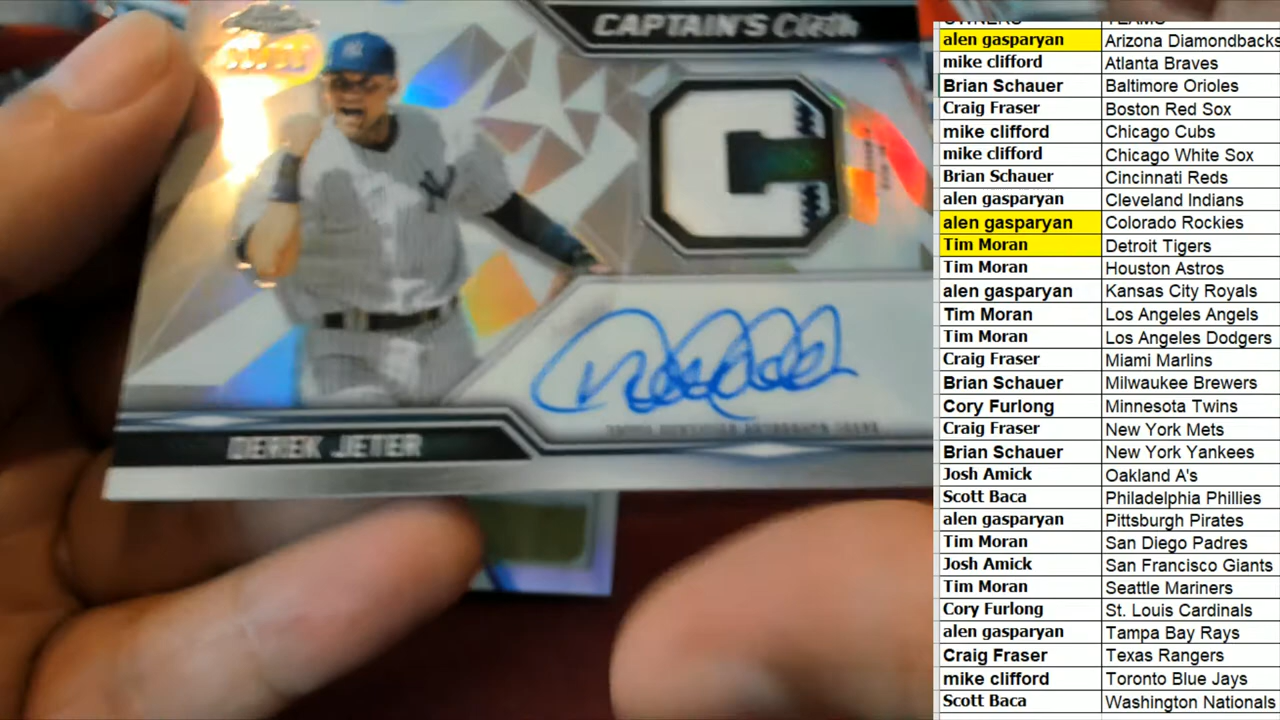 CAPTAIN'S Cloth
C
NY
DEREK JETER
OWNERS TEAMS
alen gasparyan Arizona Diamondbacks
mike clifford Atlanta Braves
Brian Schauer Baltimore Orioles
Craig Fraser Boston Red Sox
mike clifford Chicago Cubs
mike clifford Chicago White Sox
Brian Schauer Cincinnati Reds
alen gasparyan Cleveland Indians
alen gasparyan Colorado Rockies
Tim Moran Detroit Tigers
Tim Moran Houston Astros
alen gasparyan Kansas City Royals
Tim Moran Los Angeles Angels
Tim Moran Los Angeles Dodgers
Craig Fraser Miami Marlins
Brian Schauer Milwaukee Brewers
Cory Furlong Minnesota Twins
Craig Fraser New York Mets
Brian Schauer New York Yankees
Josh Amick Oakland A's
Scott Baca Philadelphia Phillies
alen gasparyan Pittsburgh Pirates
Tim Moran San Diego Padres
Josh Amick San Francisco Giants
Tim Moran Seattle Mariners
Cory Furlong St. Louis Cardinals
alen gasparyan Tampa Bay Rays
Craig Fraser Texas Rangers
mike clifford Toronto Blue Jays
Scott Baca Washington Nationals